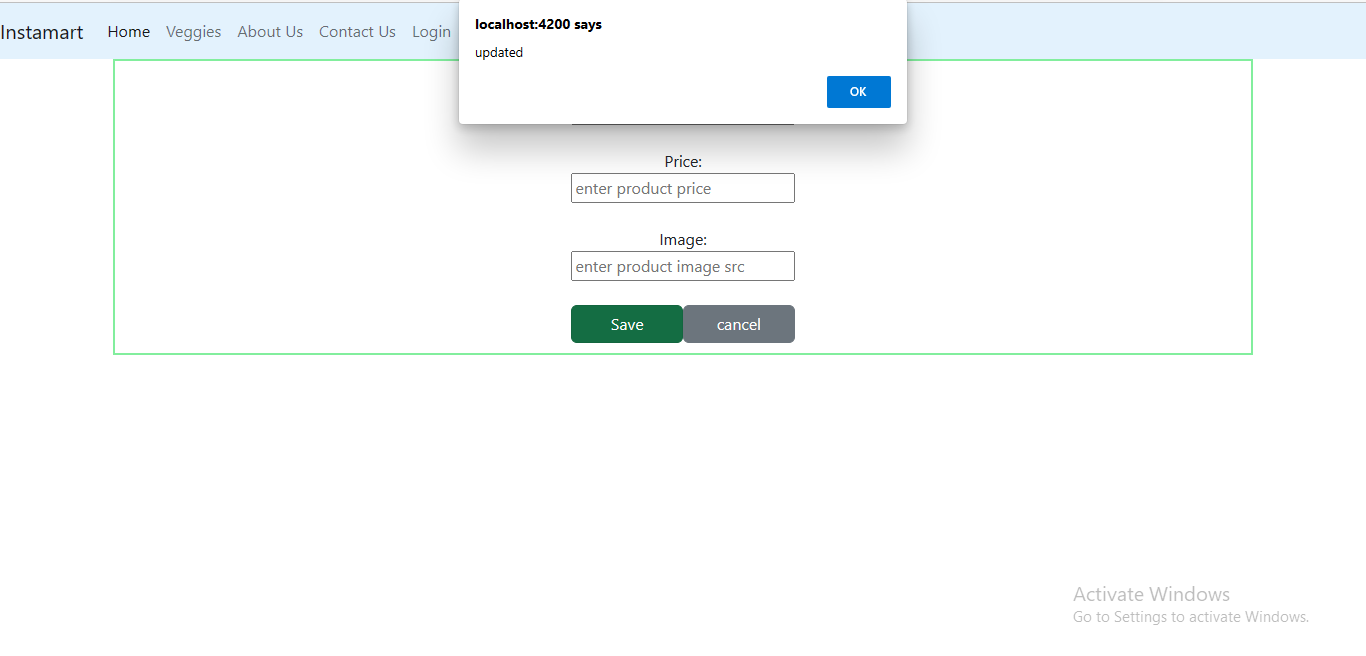 Instamart Home Veggies About Us Contact Us Login
localhost:4200 says
updated
OK
Price:
enter product price
Image:
enter product image src
Save cancel
Activate Windows
Go to Settings to activate Windows.